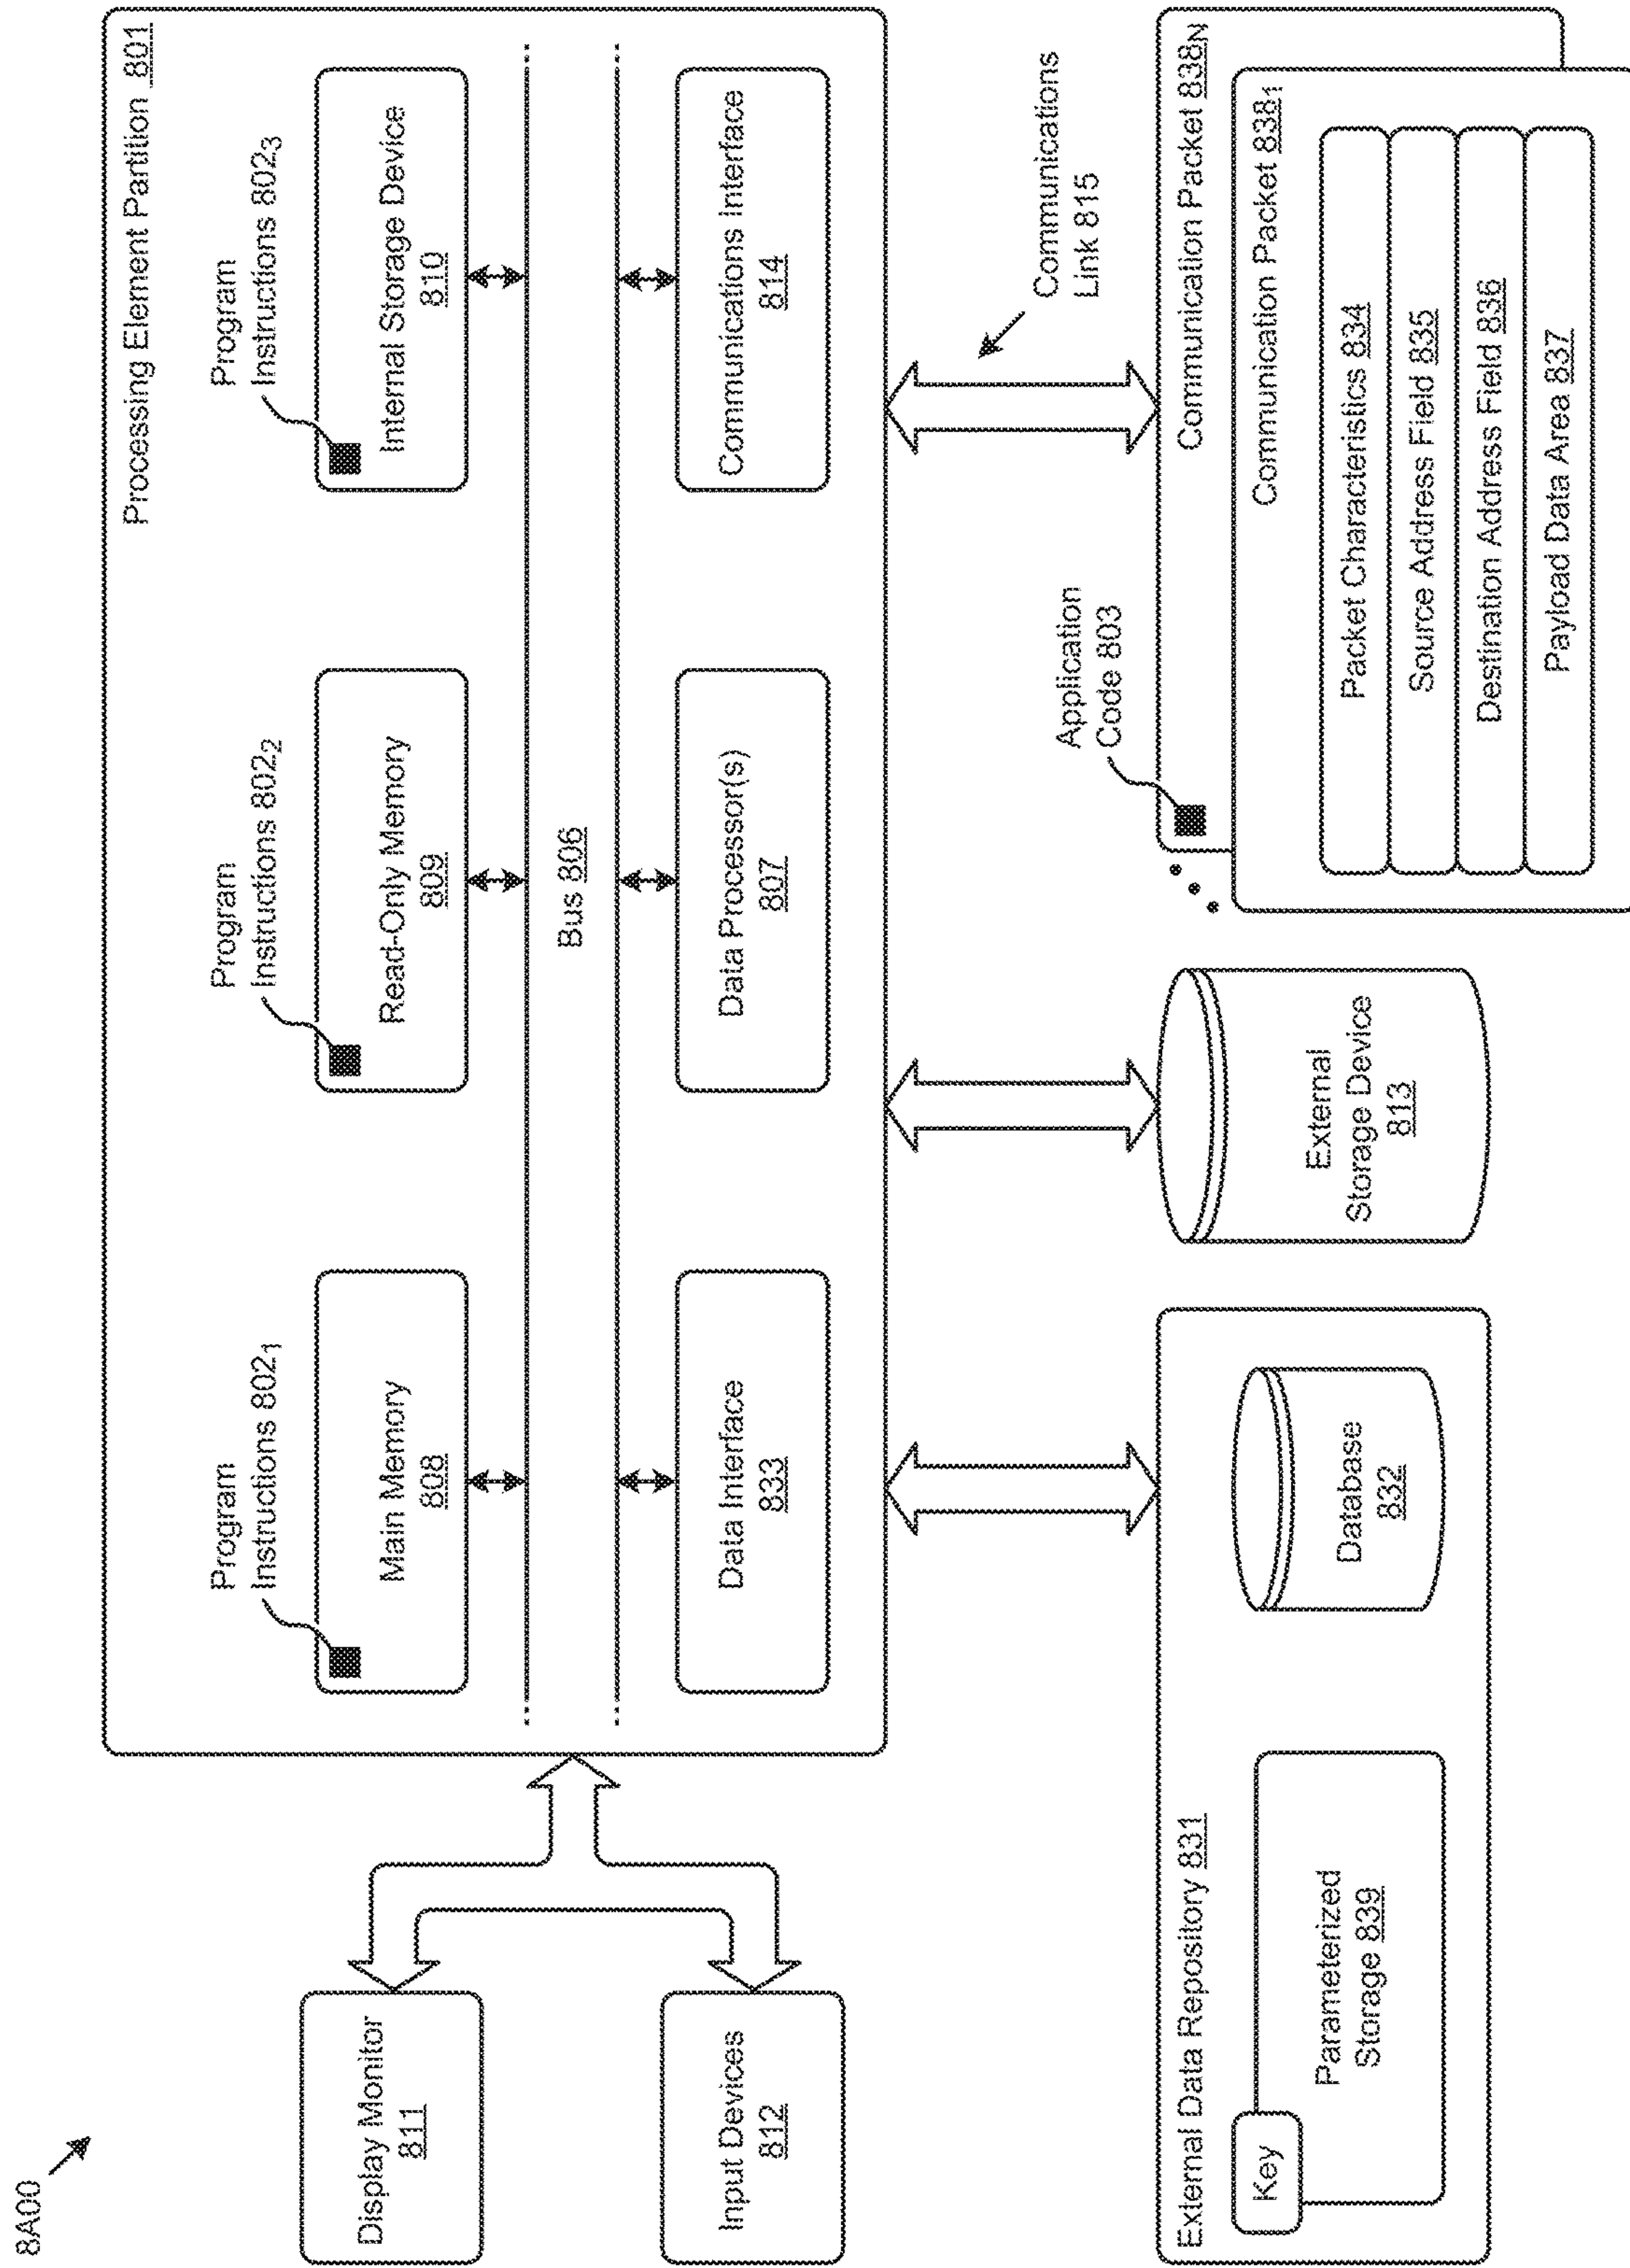 8A00
Processing Element Partition 801
Program
Instructions 802₁
Program
Instructions 802₂
Program
Instructions 802₃
Display Monitor
811
Main Memory
808
Read-Only Memory
809
Internal Storage Device
810
Bus 806
Input Devices
812
Data Interface
833
Data Processor(s)
807
Communications Interface
814
Communications
Link 815
Application
Code 803
External Data Repository 831
Key
Parameterized
Storage 839
Database
832
External
Storage Device
813
Communication Packet 838N
Communication Packet 838₁
Packet Characteristics 834
Source Address Field 835
Destination Address Field 836
Payload Data Area 837